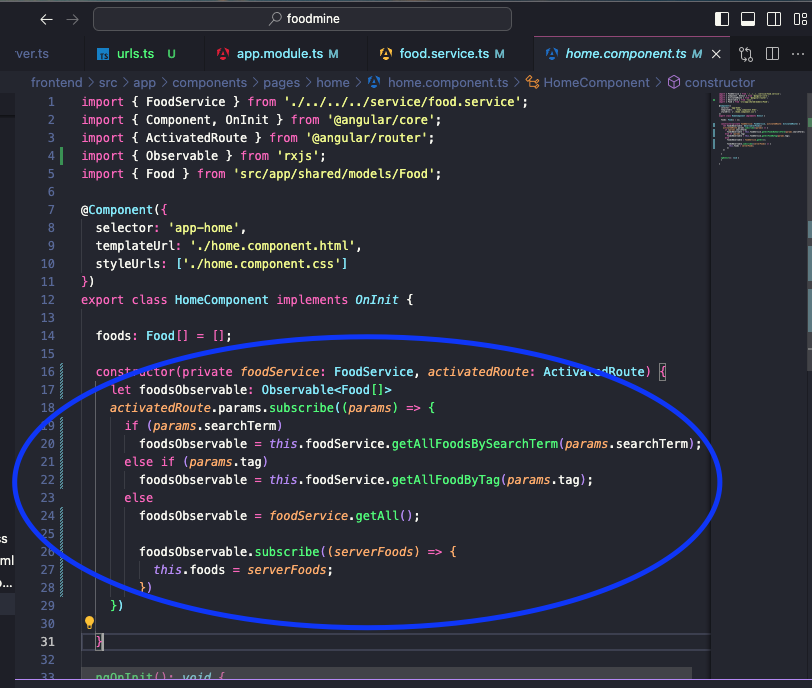 foodmine
ver.ts
urls.ts U
app.module.ts M
food.service.ts M
home.component.ts M
frontend > src > app > components > pages > home > home.component.ts > HomeComponent > constructor
1 import { FoodService } from './../../../service/food.service';
2 import { Component, OnInit } from '@angular/core';
3 import { ActivatedRoute } from '@angular/router';
4 import { Observable } from 'rxjs';
5 import { Food } from 'src/app/shared/models/Food';
6
7 @Component({
8 selector: 'app-home',
9 templateUrl: './home.component.html',
10 styleUrls: ['./home.component.css']
11 })
12 export class HomeComponent implements OnInit {
13
14 foods: Food[] = [];
15
16 constructor(private foodService: FoodService, activatedRoute: ActivatedRoute) {
17 let foodsObservable: Observable<Food[]>
18 activatedRoute.params.subscribe((params) => {
19 if (params.searchTerm)
20 foodsObservable = this.foodService.getAllFoodsBySearchTerm(params.searchTerm);
21 else if (params.tag)
22 foodsObservable = this.foodService.getAllFoodByTag(params.tag);
23 else
24 foodsObservable = foodService.getAll();
25
26 foodsObservable.subscribe((serverFoods) => {
27 this.foods = serverFoods;
28 })
29 })
30
31 }
32
33 ngOnInit(): void {